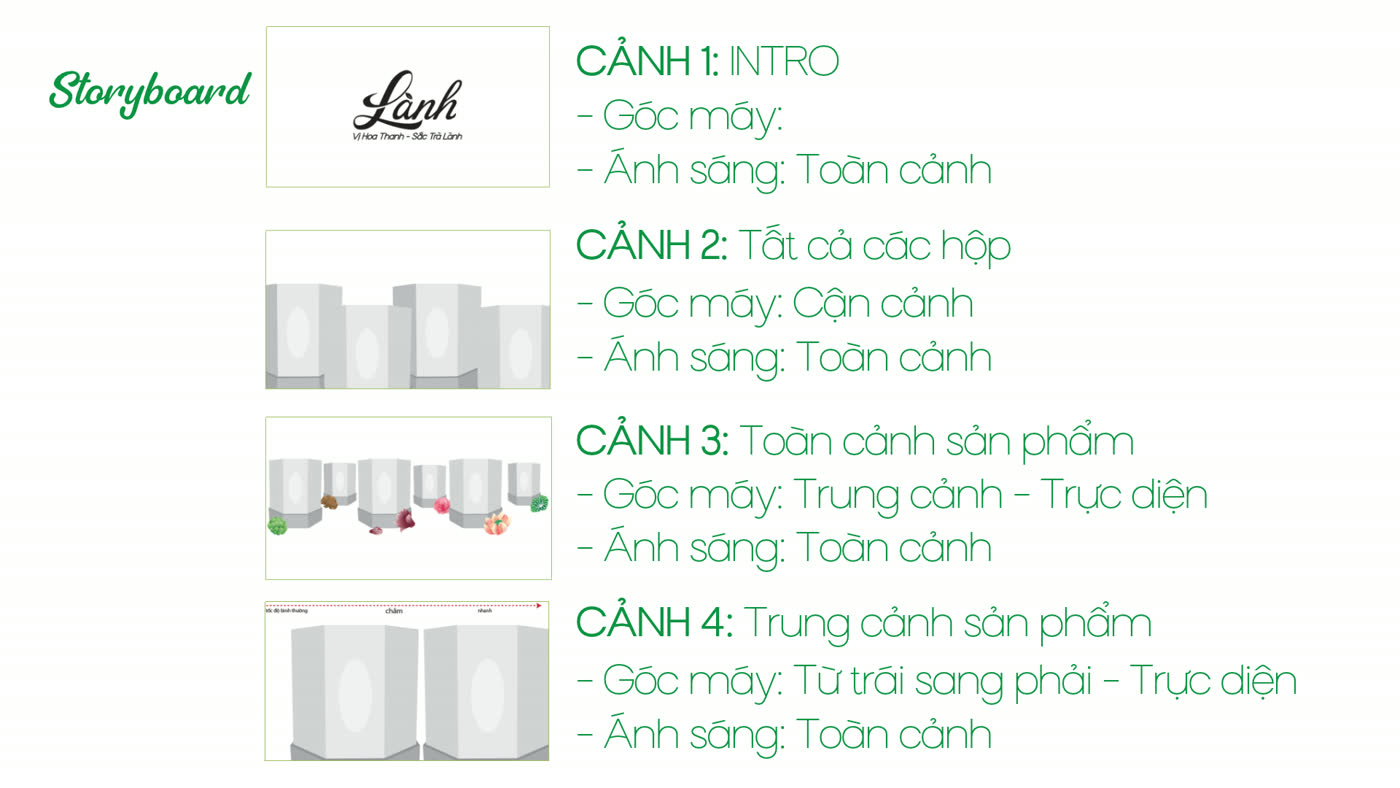 Storyboard
Lành
Vị Hoa Thanh - Sắc Trà Lành
CẢNH 1: INTRO
- Góc máy:
- Ánh sáng: Toàn cảnh
CẢNH 2: Tất cả các hộp
- Góc máy: Cận cảnh
- Ánh sáng: Toàn cảnh
CẢNH 3: Toàn cảnh sản phẩm
- Góc máy: Trung cảnh - Trực diện
- Ánh sáng: Toàn cảnh
tốc độ bình thường chậm nhanh
CẢNH 4: Trung cảnh sản phẩm
- Góc máy: Từ trái sang phải - Trực diện
- Ánh sáng: Toàn cảnh